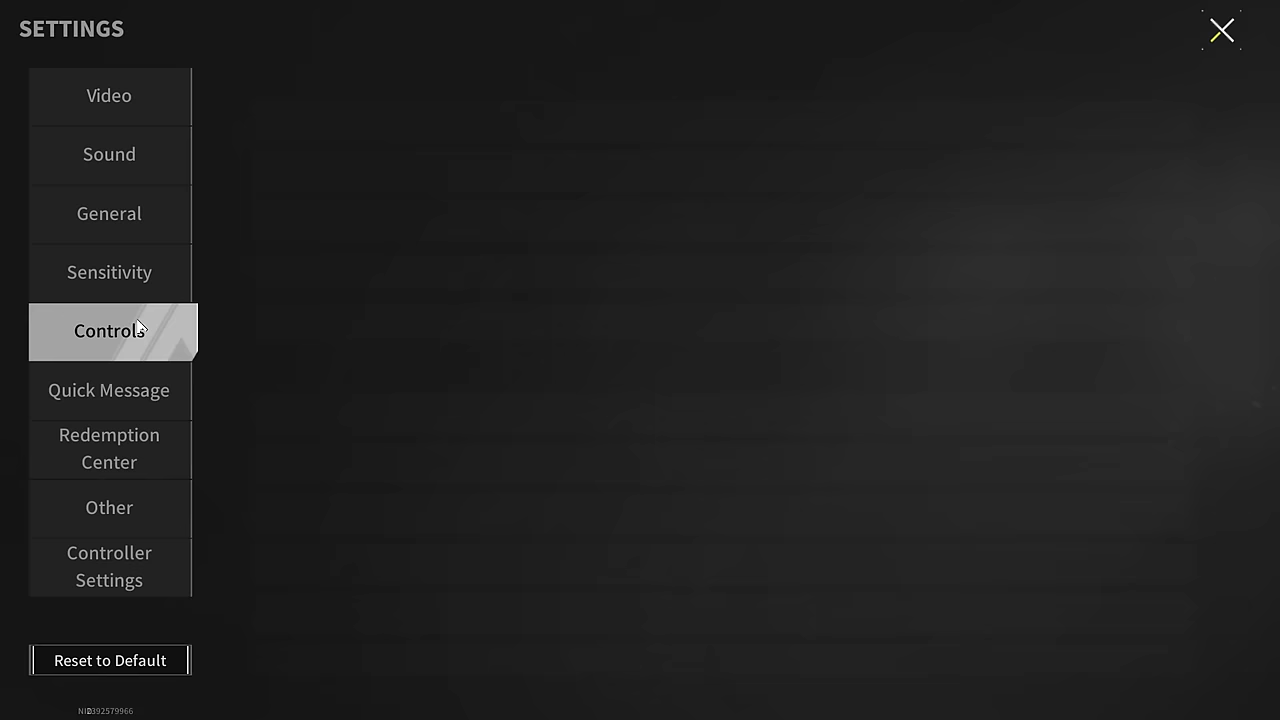 SETTINGS
Video
Sound
General
Sensitivity
Controls
Quick Message
Redemption
Center
Other
Controller
Settings
Reset to Default